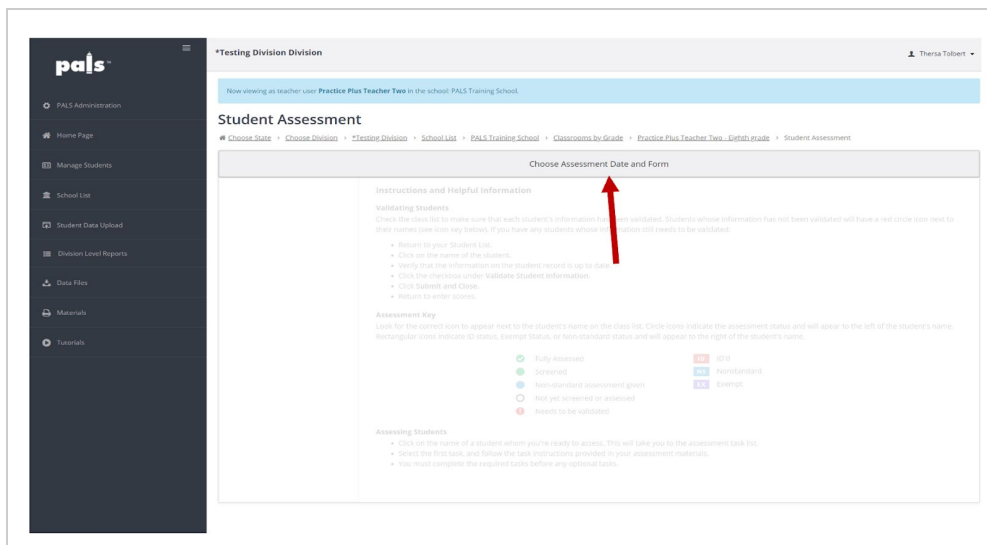 pals™
*Testing Division Division
Thersa Tolbert
Now viewing as teacher user Practice Plus Teacher Two in the school: PALS Training School.
PALS Administration
Home Page
Manage Students
School List
Student Data Upload
Division Level Reports
Data Files
Materials
Tutorials
Student Assessment
Choose State › Choose Division › *Testing Division › School List › PALS Training School › Classrooms by Grade › Practice Plus Teacher Two - Eighth grade › Student Assessment
Choose Assessment Date and Form
Instructions and Helpful Information
Validating Students
Check the class list to make sure that each student's information has been validated. Students whose information has not been validated will have a red circle icon next to
their names (see icon key below). If you have any students whose information still needs to be validated:
• Return to your Student List.
• Click on the name of the student.
• Verify that the information on the student record is up to date.
• Click the checkbox under Validate Student Information.
• Click Submit and Close.
• Return to enter scores.
Assessment Key
Look for the correct icon to appear next to the student's name on the class list. Circle icons indicate the assessment status and will apear to the left of the student's name.
Rectangular icons indicate ID status, Exempt Status, or non-standard status and will appear to the right of the student's name.
Fully Assessed
Screened
Non-standard assessment given
Not yet screened or assessed
Needs to be validated
ID ID'd
NS Nonstandard
EX Exempt
Assessing Students
• Click on the name of a student whom you're ready to access. This will take you to the assessment task list.
• Select the first task, and follow the task instructions provided in your assessment materials.
• You must complete the required tasks before any optional tasks.